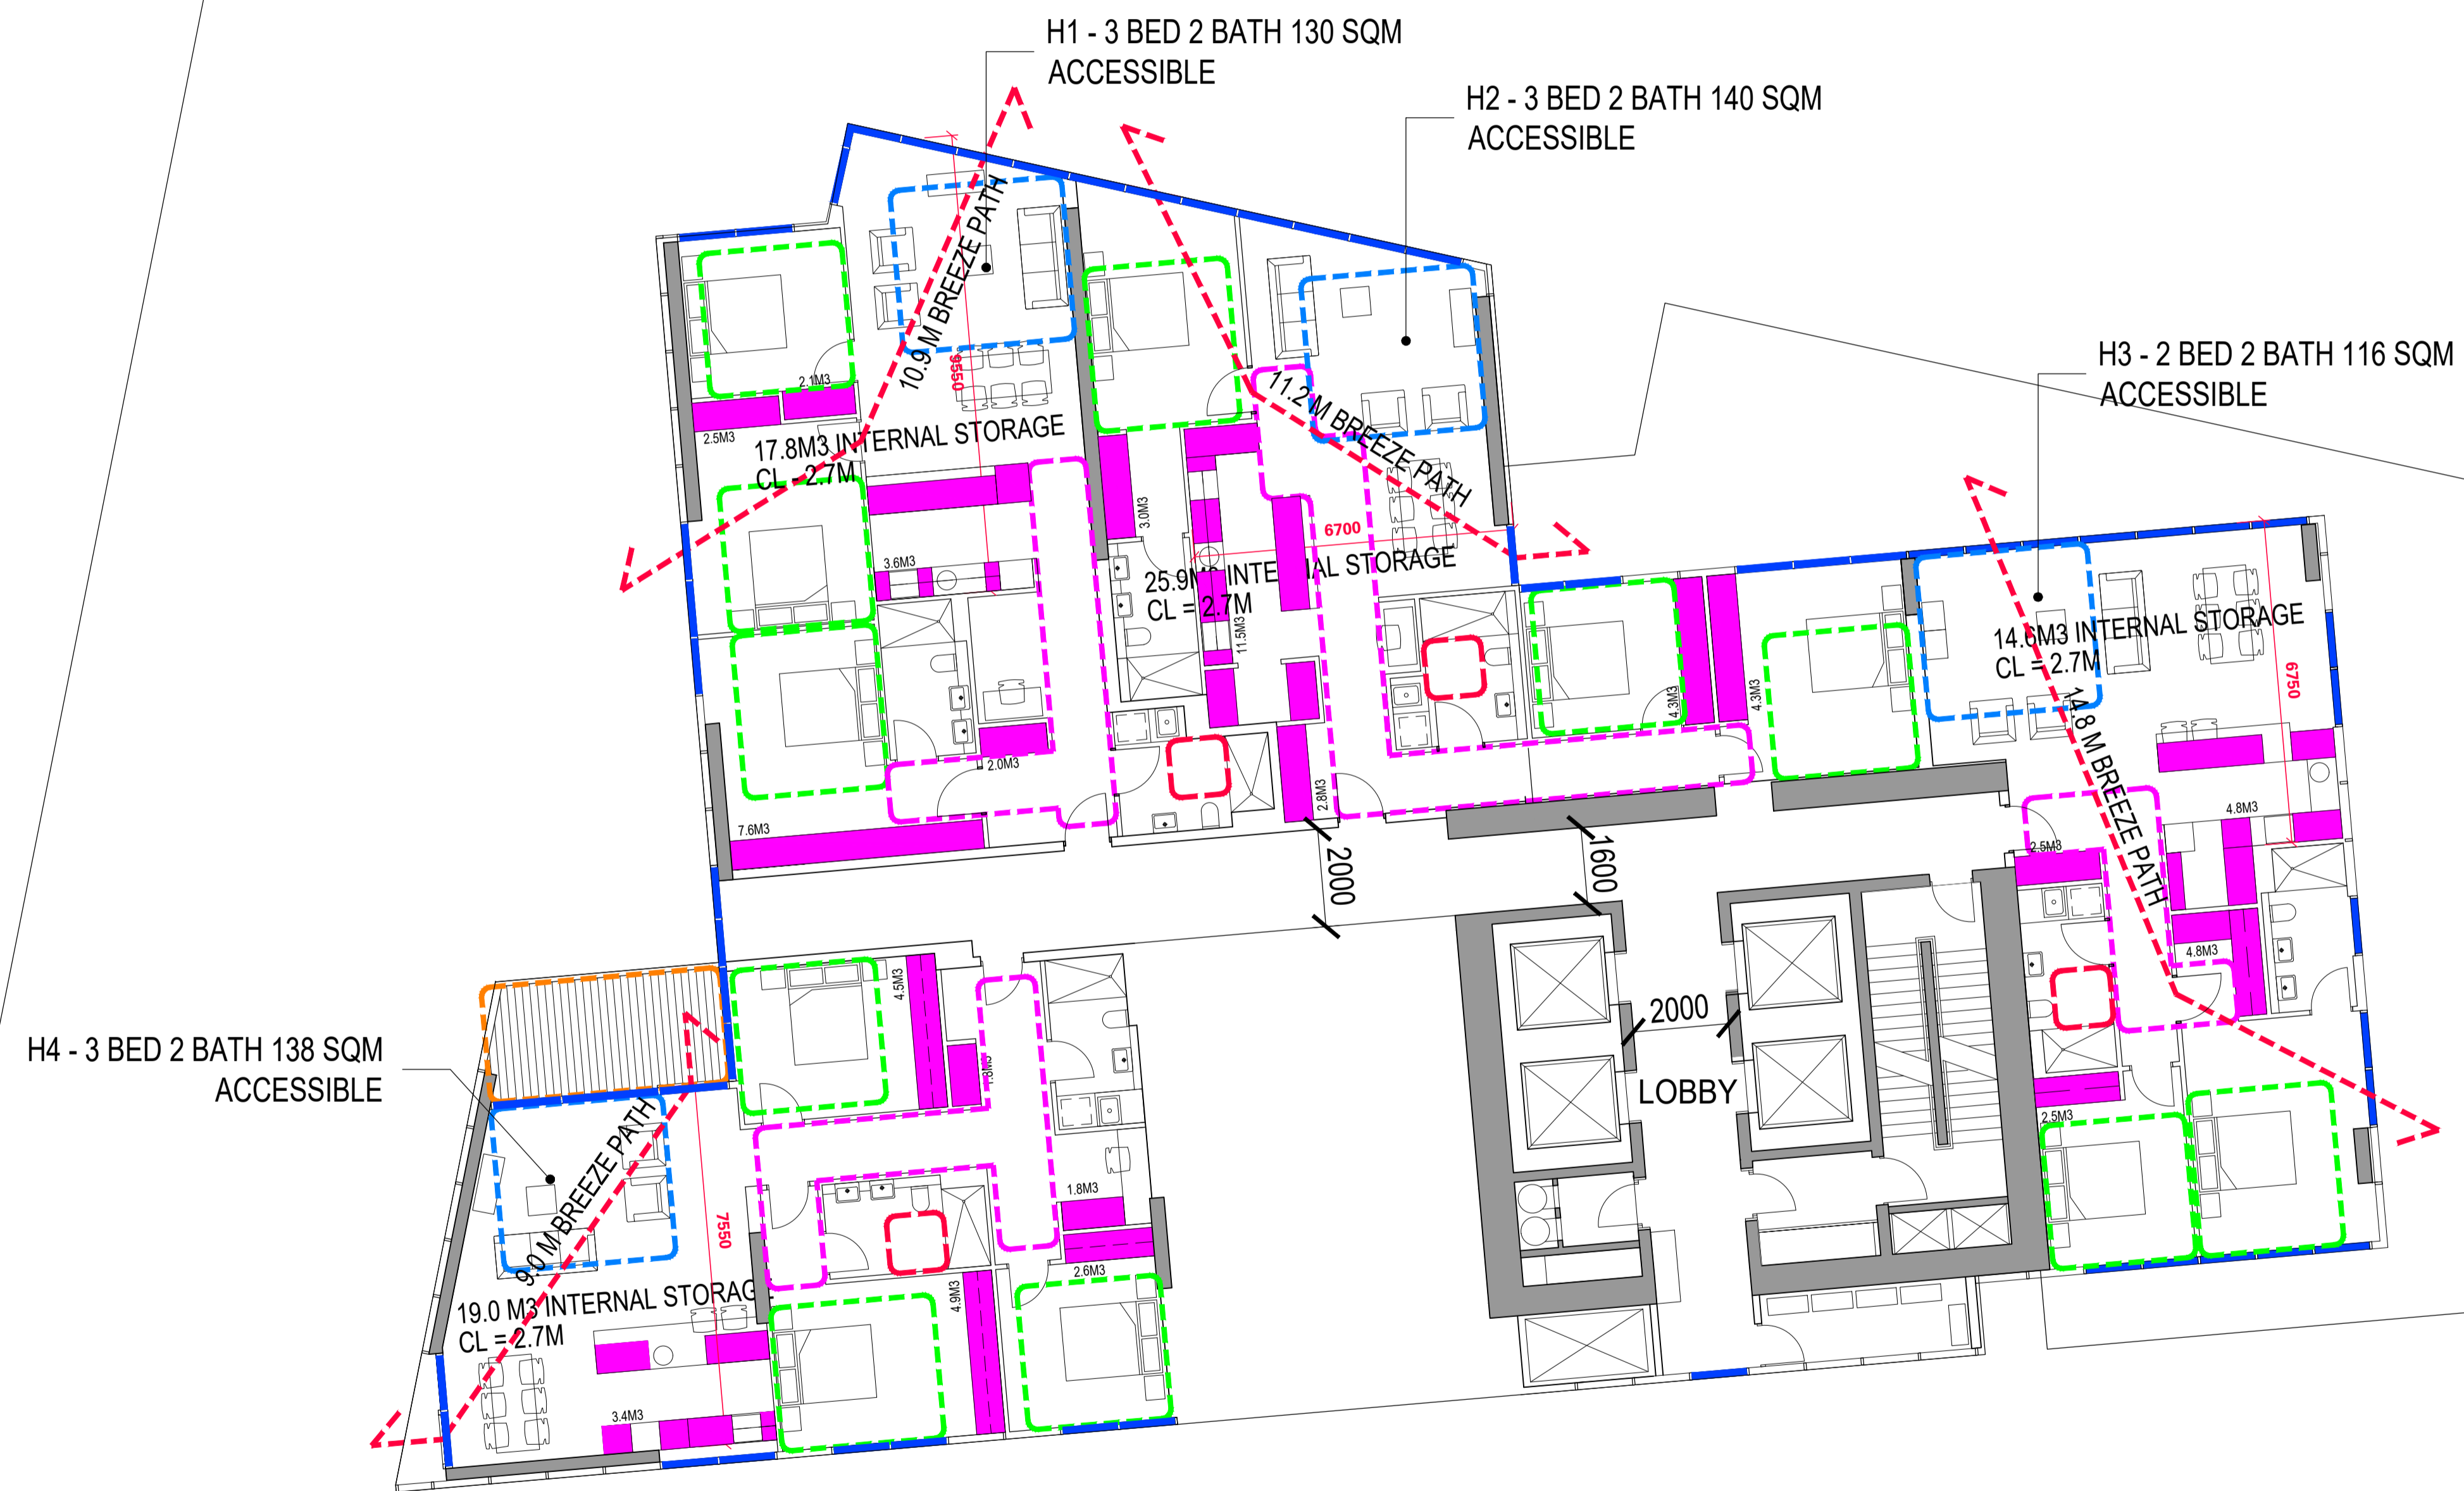 H1 - 3 BED 2 BATH 130 SQM
ACCESSIBLE
H2 - 3 BED 2 BATH 140 SQM
ACCESSIBLE
H3 - 2 BED 2 BATH 116 SQM
ACCESSIBLE
10.9 M BREEZE PATH
9550
2.1M3
2.5M3
17.8M3 INTERNAL STORAGE
CL - 2.7M
3.6M3
2.0M3
7.6M3
11.2 M BREEZE PATH
3.0M3
6700
25.9M3 INTERNAL STORAGE
CL = 2.7M
11.5M3
2.8M3
4.3M3
4.3M3
14.6M3 INTERNAL STORAGE
CL = 2.7M
6750
14.8 M BREEZE PATH
4.8M3
2.5M3
4.8M3
2.5M3
2000
1600
2000
LOBBY
H4 - 3 BED 2 BATH 138 SQM
ACCESSIBLE
4.5M3
1.8M3
9.0 M BREEZE PATH
7550
1.8M3
2.6M3
4.9M3
19.0 M3 INTERNAL STORAGE
CL = 2.7M
3.4M3